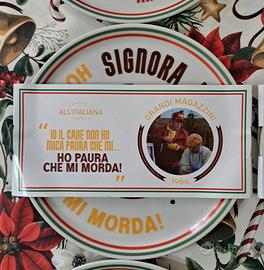 OH
SIGNORA
ALL'ITALIANA
"IO IL CANE NON HO
MICA PAURA CHE MI...
HO PAURA
CHE MI MORDA!"
GRANDI MAGAZZINI
1986
MI MORDA!